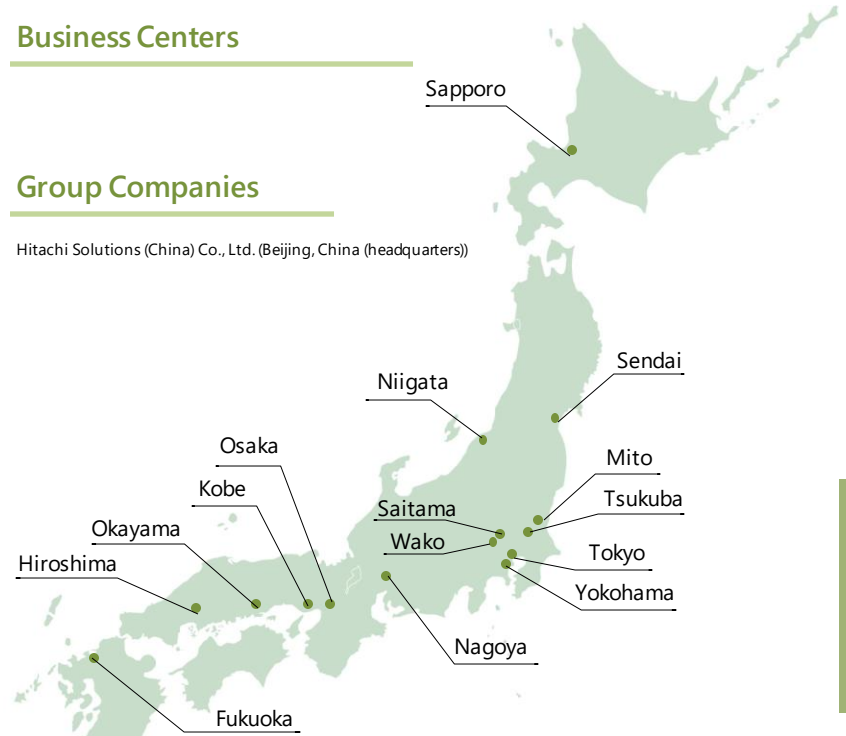 Business Centers
Sapporo
Group Companies
Hitachi Solutions (China) Co., Ltd. (Beijing, China (headquarters))
Sendai
Niigata
Osaka
Mito
Kobe
Tsukuba
Saitama
Okayama
Wako
Tokyo
Hiroshima
Yokohama
Nagoya
Fukuoka